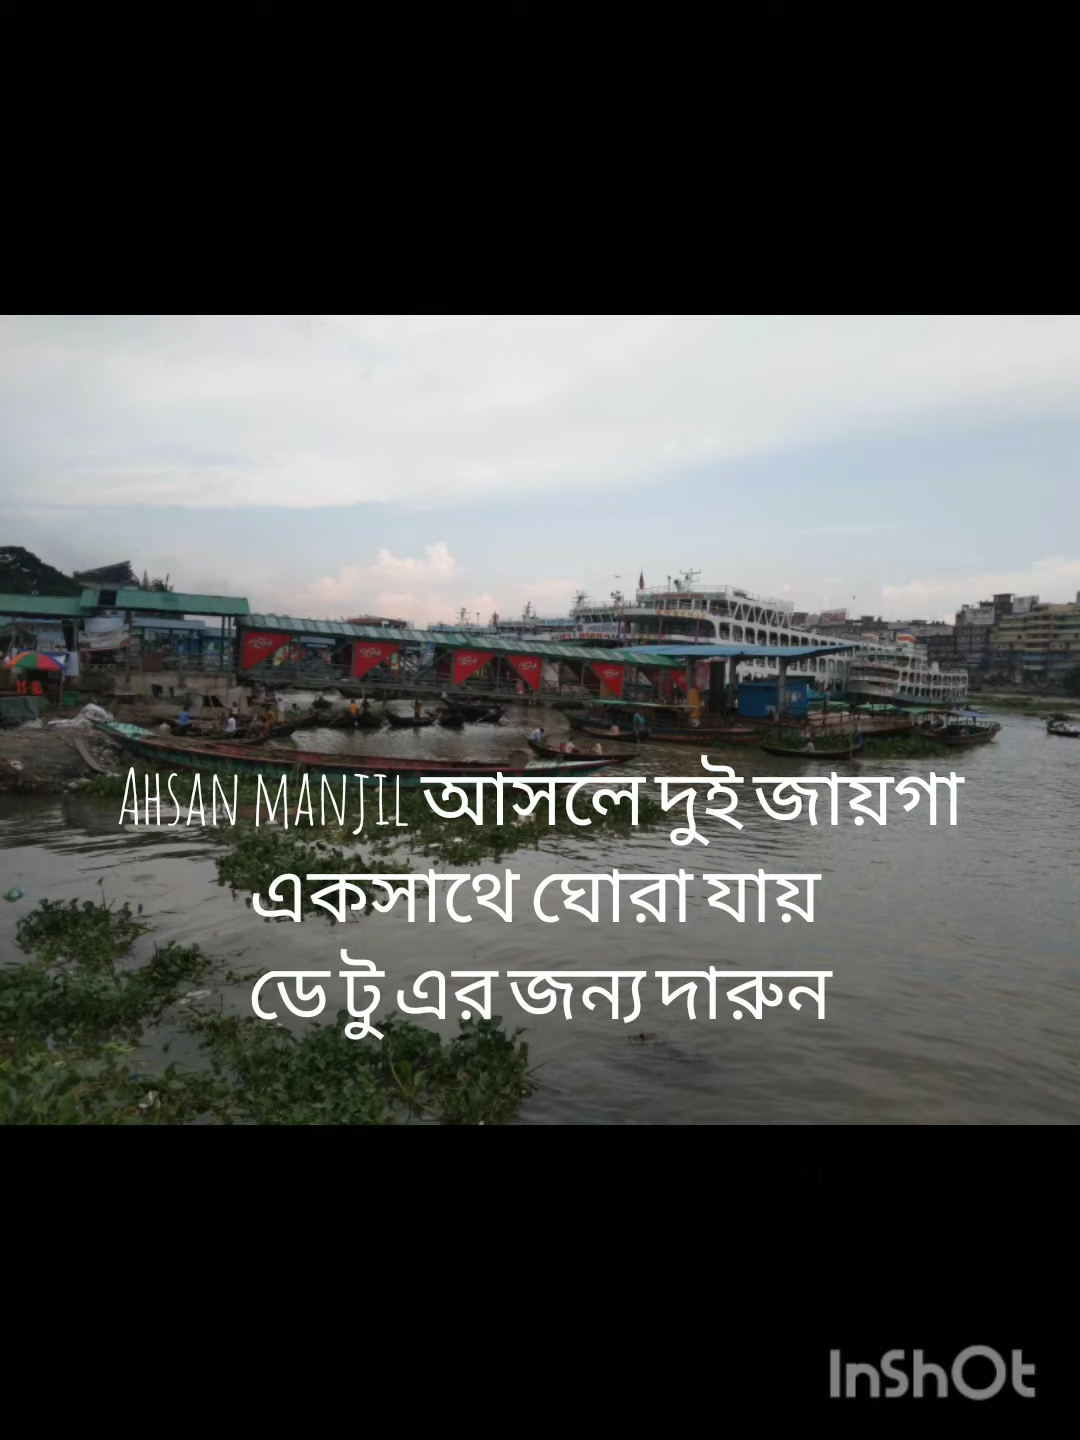 Ahsan manjil আসলে দুই জায়গা
একসাথে ঘোরা যায়
ডে টু এর জন্য দারুন
InShOt